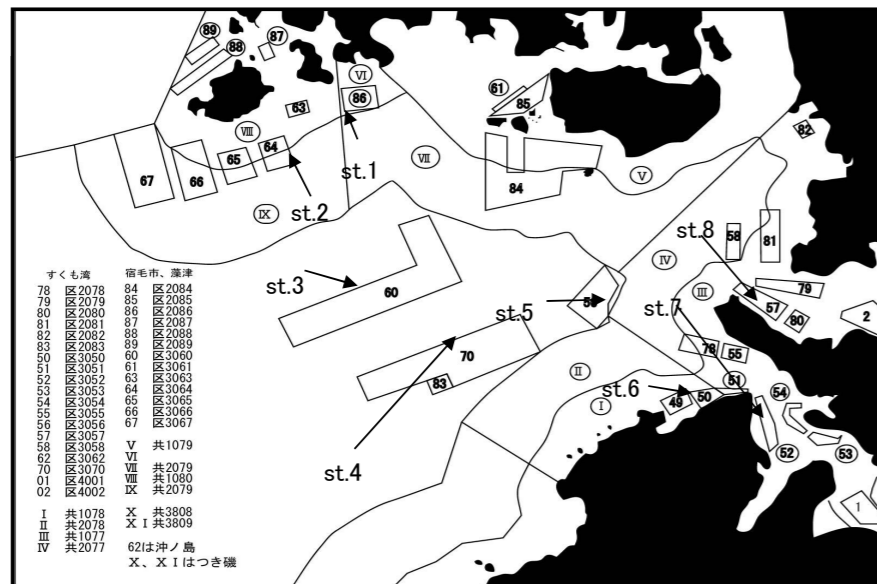 89
87
88
Ⅵ
86
61
85
63
Ⅷ
82
64
65
st.1
Ⅶ
67
66
Ⅴ
84
Ⅸ
st.2
58
81
st.8
Ⅳ
st.3
Ⅲ
79
60
st.5
57
2
80
st.7
78
55
70
Ⅱ
83
51
54
st.6
50
49
Ⅰ
52
53
st.4
1
すくも湾
78 区2078
79 区2079
80 区2080
81 区2081
82 区2082
83 区2083
50 区3050
51 区3051
52 区3052
53 区3053
54 区3054
55 区3055
56 区3056
57 区3057
58 区3058
62 区3062
70 区3070
01 区4001
02 区4002
Ⅰ 共1078
Ⅱ 共2078
Ⅲ 共1077
Ⅳ 共2077
宿毛市、藻津
84 区2084
85 区2085
86 区2086
87 区2087
88 区2088
89 区2089
60 区3060
61 区3061
63 区3063
64 区3064
65 区3065
66 区3066
67 区3067
Ⅴ 共1079
Ⅵ
Ⅶ 共2079
Ⅷ 共1080
Ⅸ 共2079
Ⅹ 共3808
ⅩⅠ 共3809
62は沖ノ島
Ⅹ、ⅩⅠはつき磯